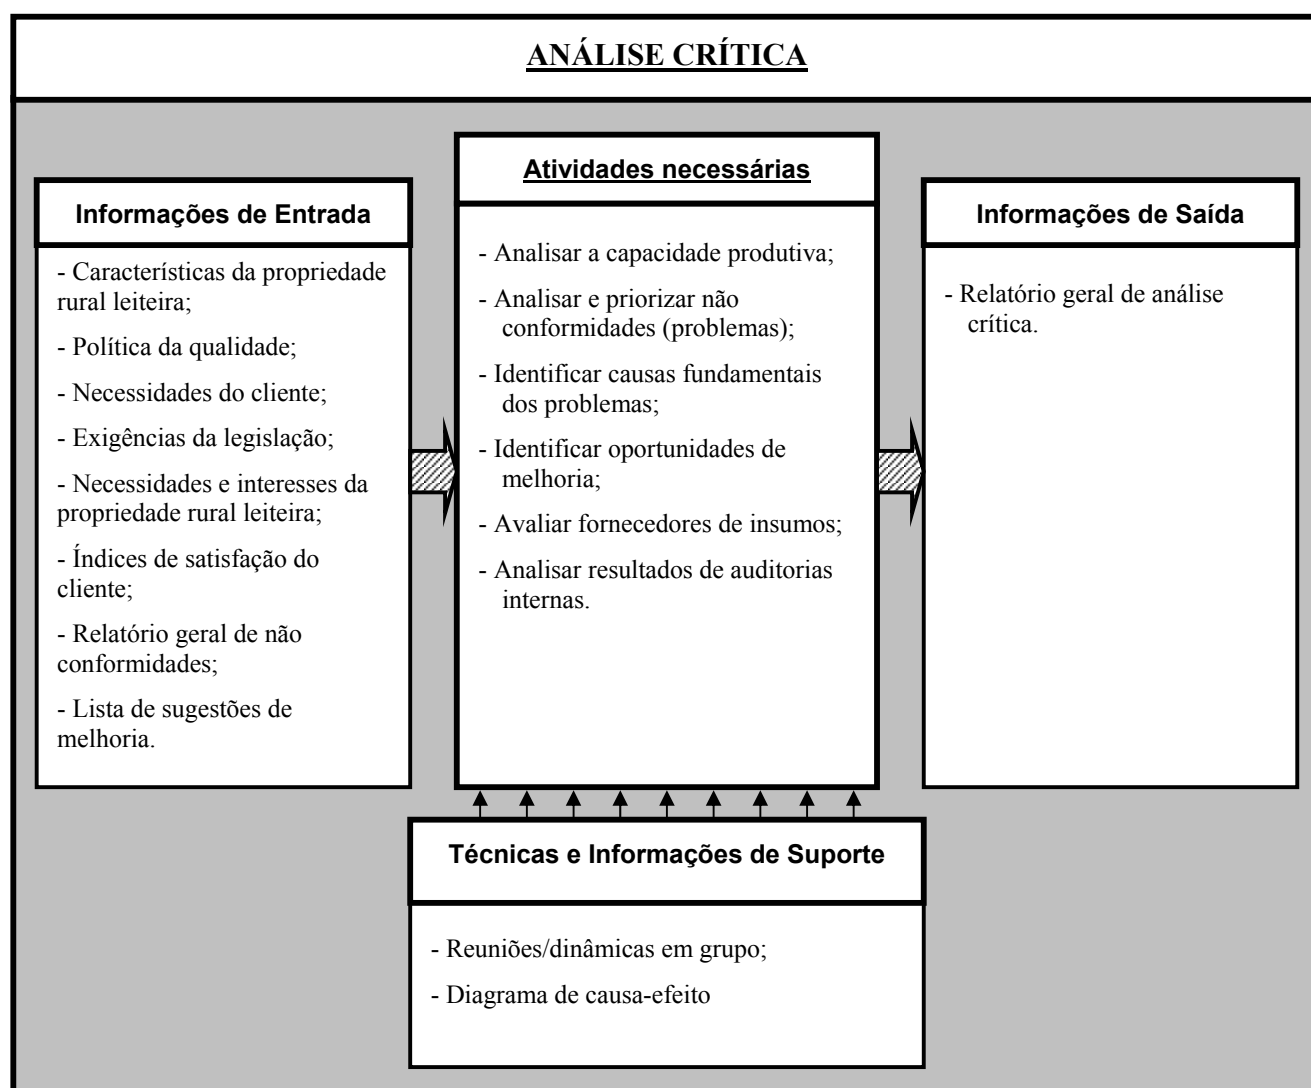 ANÁLISE CRÍTICA
Informações de Entrada
- Características da propriedade
rural leiteira;
- Política da qualidade;
- Necessidades do cliente;
- Exigências da legislação;
- Necessidades e interesses da
propriedade rural leiteira;
- Índices de satisfação do
cliente;
- Relatório geral de não
conformidades;
- Lista de sugestões de
melhoria.
Atividades necessárias
- Analisar a capacidade produtiva;
- Analisar e priorizar não
conformidades (problemas);
- Identificar causas fundamentais
dos problemas;
- Identificar oportunidades de
melhoria;
- Avaliar fornecedores de insumos;
- Analisar resultados de auditorias
internas.
Informações de Saída
- Relatório geral de análise
crítica.
Técnicas e Informações de Suporte
- Reuniões/dinâmicas em grupo;
- Diagrama de causa-efeito